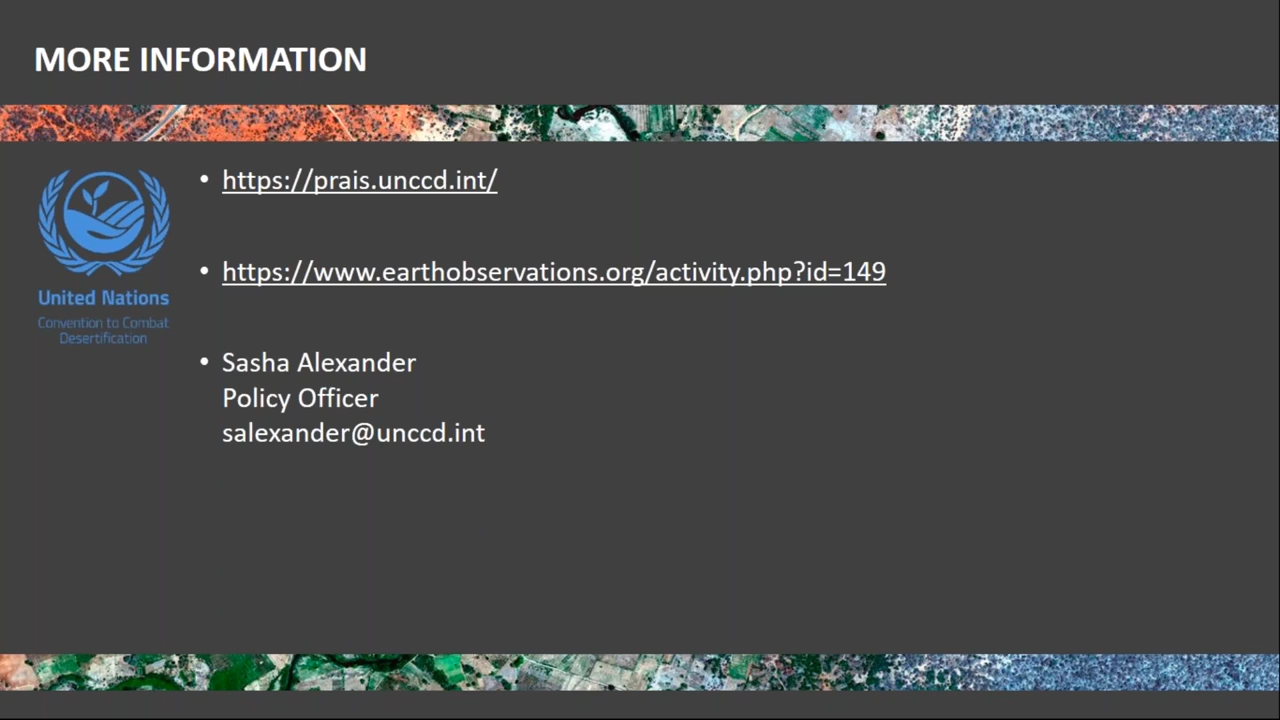 MORE INFORMATION
• https://prais.unccd.int/
• https://www.earthobservations.org/activity.php?id=149
United Nations
Convention to Combat
Desertification
• Sasha Alexander
Policy Officer
salexander@unccd.int